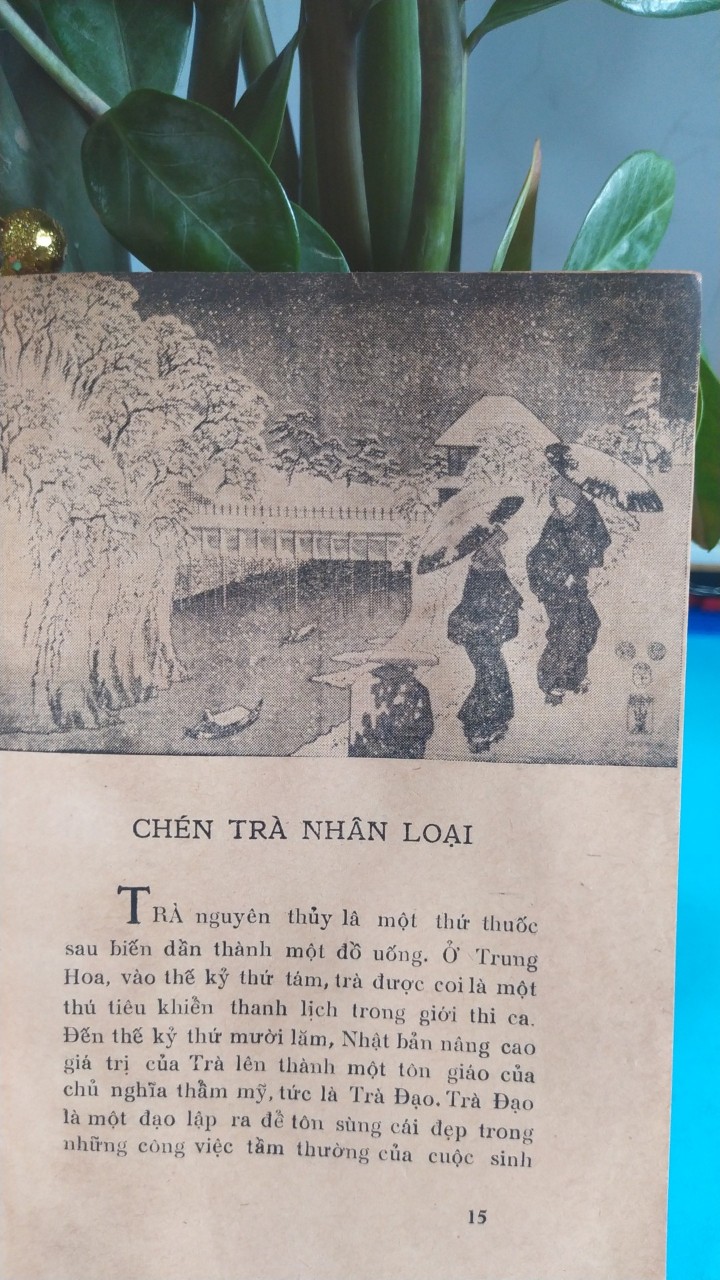 CHÉN TRÀ NHÂN LOẠI
TRÀ nguyên thủy lâ một thứ thuốc
sau biến dần thành một đồ uống. Ở Trung
Hoa, vào thế kỷ thứ tám, trà được coi là một
thú tiêu khiển thanh lịch trong giới thi ca.
Đến thế kỷ thứ mười lăm, Nhật bản nâng cao
giá trị của Trà lên thành một tôn giáo của
chủ nghĩa thẩm mỹ, tức là Trà Đạo. Trà Đạo
là một đạo lập ra để tôn sùng cái đẹp trong
những công việc tầm thường của cuộc sinh
15